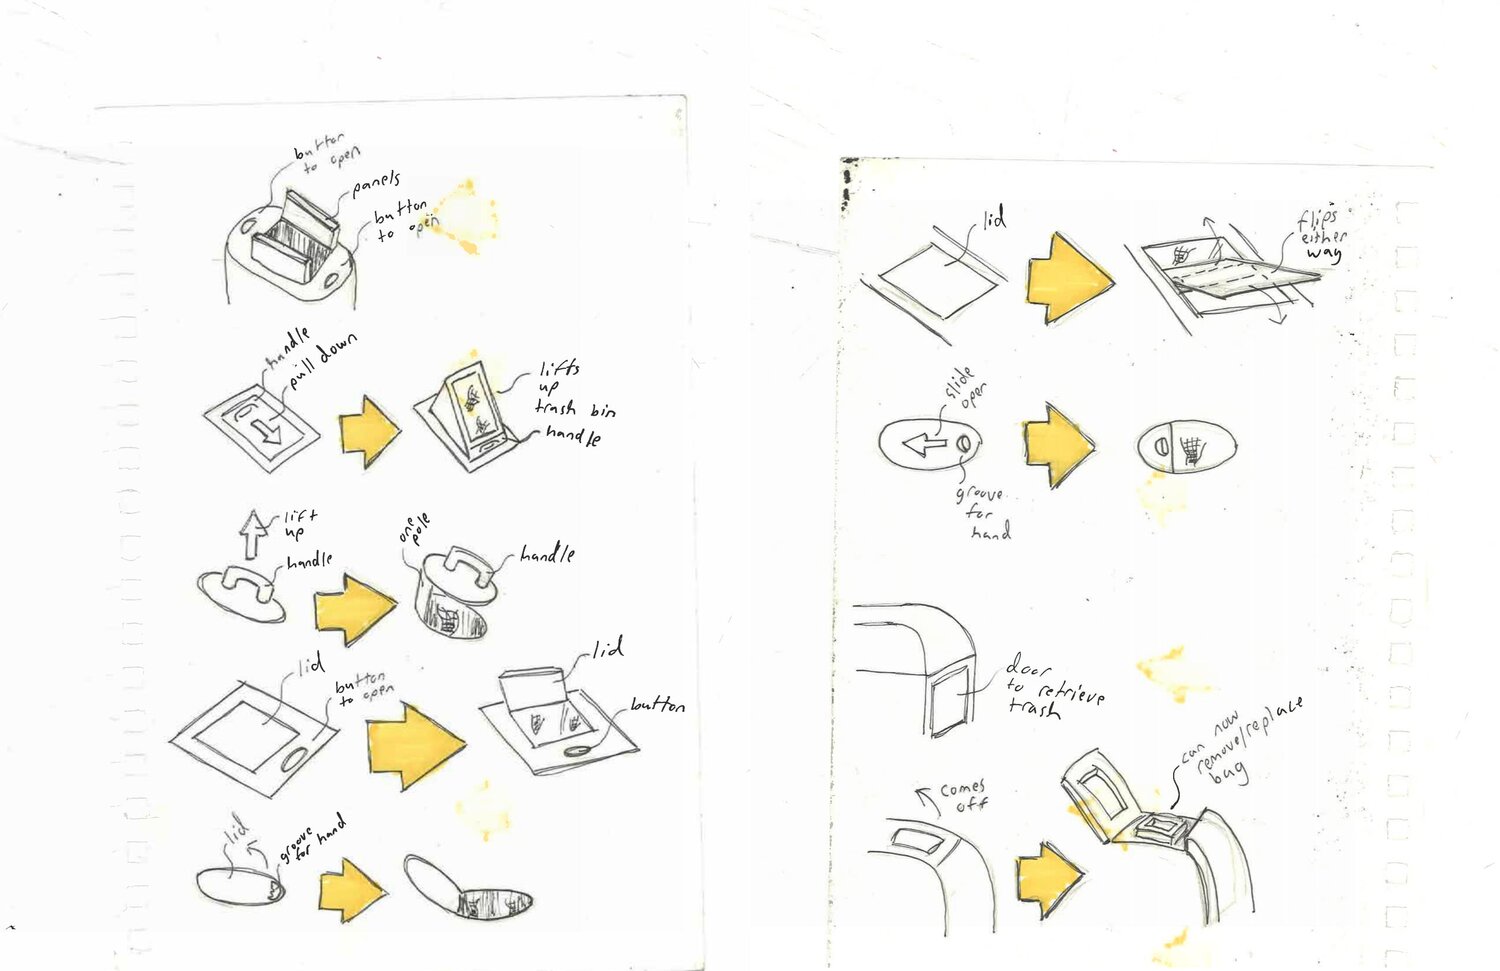 button
to open
panels
button
to open
handle
pull down
lifts
up
trash bin
handle
lift
up
handle
one
pole
handle
lid
button
to open
lid
button
lid
groove
for hand
lid
flips
either
way
slide
open
groove
for
hand
door
to retrieve
trash
comes
off
can now
remove/replace
bag